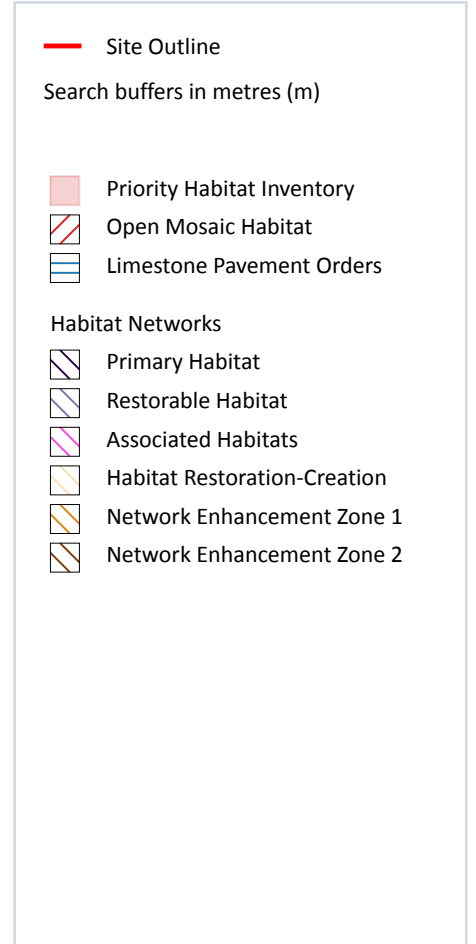 Site Outline
Search buffers in metres (m)
Priority Habitat Inventory
Open Mosaic Habitat
Limestone Pavement Orders
Habitat Networks
Primary Habitat
Restorable Habitat
Associated Habitats
Habitat Restoration-Creation
Network Enhancement Zone 1
Network Enhancement Zone 2